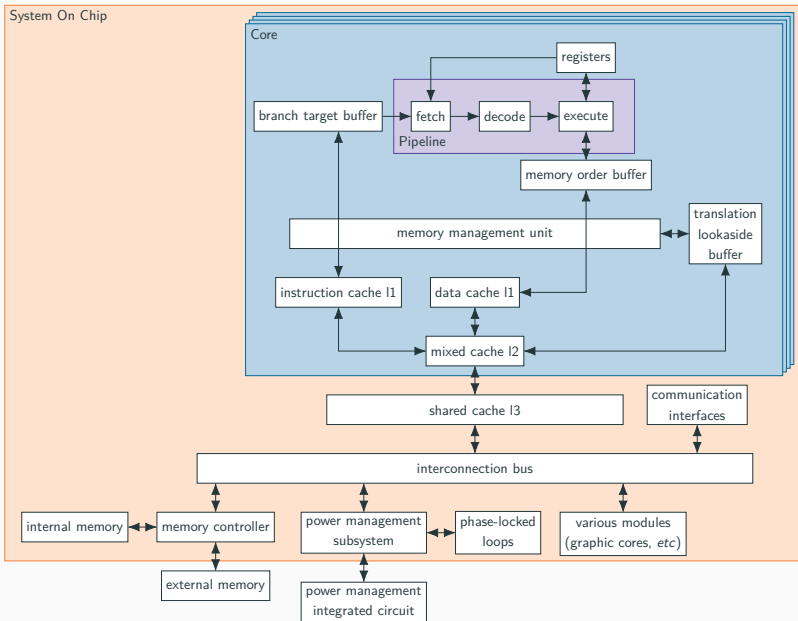 System On Chip
Core
registers
branch target buffer
fetch
decode
execute
Pipeline
memory order buffer
memory management unit
translation
lookaside
buffer
instruction cache l1
data cache l1
mixed cache l2
shared cache l3
communication
interfaces
interconnection bus
internal memory
memory controller
power management
subsystem
phase-locked
loops
various modules
(graphic cores, etc)
external memory
power management
integrated circuit